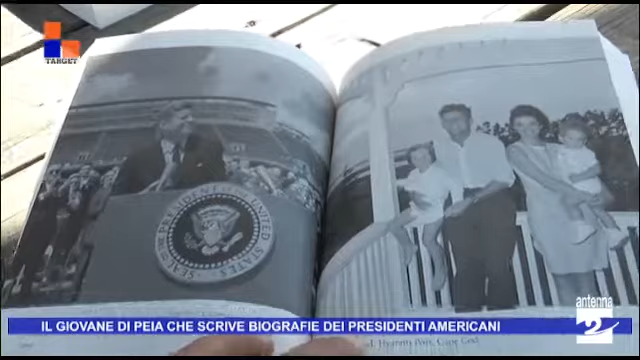 TARGET
SEAL OF THE PRESIDENT OF THE UNITED STATES
antenna
2
IL GIOVANE DI PEIA CHE SCRIVE BIOGRAFIE DEI PRESIDENTI AMERICANI
Hyannis Port, Cape Cod